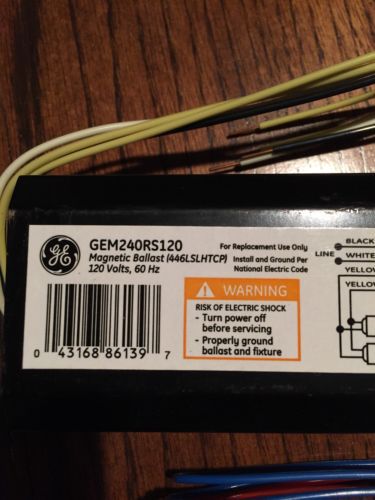 GE
GEM240RS120
Magnetic Ballast (446LSLHTCP)
120 Volts, 60 Hz
For Replacement Use Only
Install and Ground Per
National Electric Code
WARNING
RISK OF ELECTRIC SHOCK
- Turn power off
before servicing
- Properly ground
ballast and fixture
0 43168 86139 7
LINE
BLACK
WHITE
YELLO
YELLO